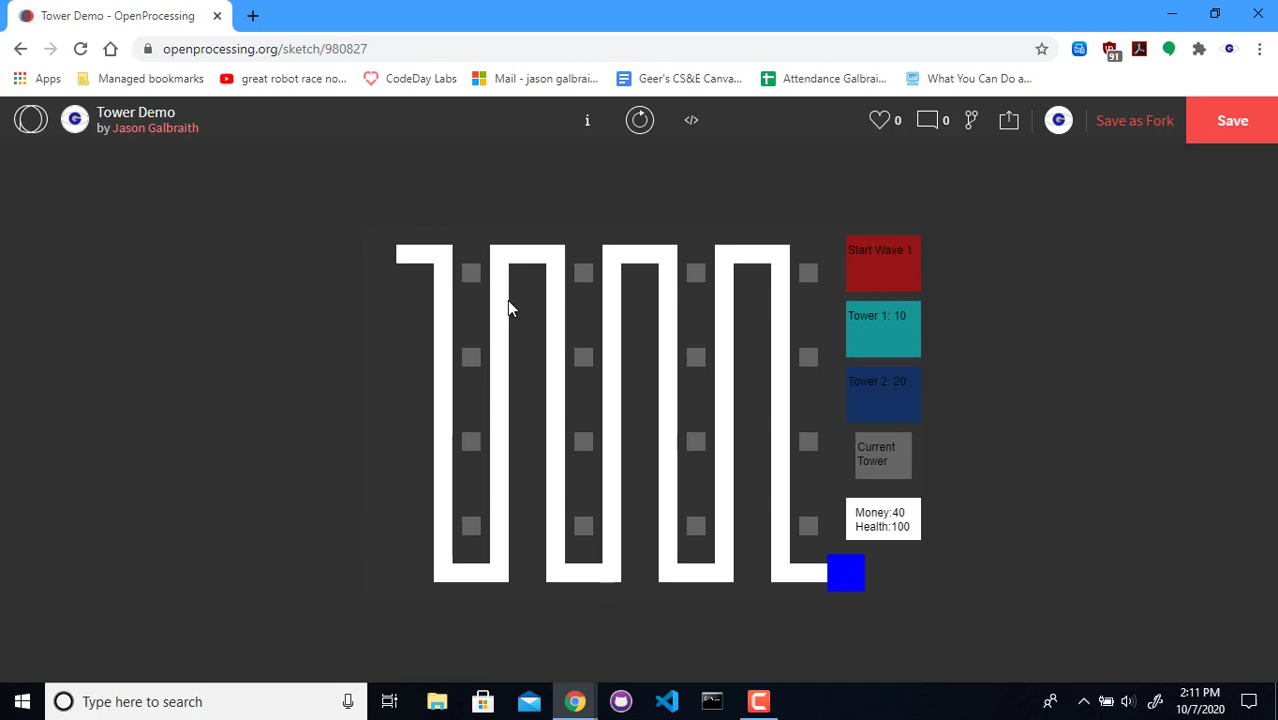 Tower Demo - OpenProcessing
openprocessing.org/sketch/980827
91
Apps Managed bookmarks great robot race no... CodeDay Labs Mail - jason galbrai... Geer's CS&E Canva... Attendance Galbrai... What You Can Do a...
Tower Demo
by Jason Galbraith
0 0 Save as Fork Save
Start Wave 1
Tower 1: 10
Tower 2: 20
Current
Tower
Money:40
Health:100
Type here to search
2:11 PM
10/7/2020